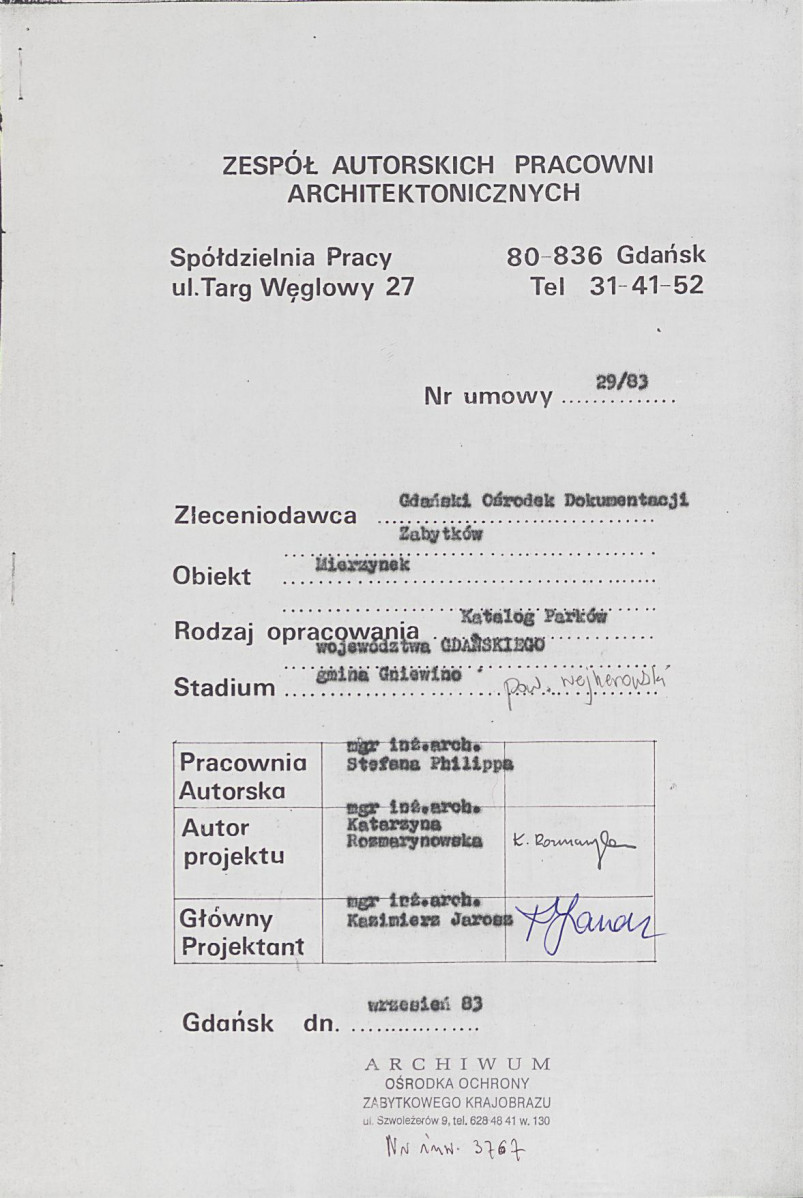 ZESPÓŁ AUTORSKICH PRACOWNI
ARCHITEKTONICZNYCH
Spółdzielnia Pracy 80-836 Gdańsk
ul.Targ Węglowy 27 Tel 31-41-52
Nr umowy 29/83
Zleceniodawca Gdański Ośrodek Dokumentacji
Zabytków
Obiekt Mierzynek
Rodzaj opracowania Katalog Parków
województwa GDAŃSKIEGO
Stadium gmina Gniewino pow. wejherowski
Pracownia Autorska mgr inż.arch.
Stefana Philippa
Autor projektu mgr inż.arch.
Katarzyna
Rozmarynowska
Główny Projektant mgr inż.arch.
Kazimierz Jarosz
Gdańsk dn. wrzesień 83
ARCHIWUM
OŚRODKA OCHRONY
ZABYTKOWEGO KRAJOBRAZU
ul. Szwoleżerów 9, tel. 628 48 41 w. 130
Nr inw. 3767